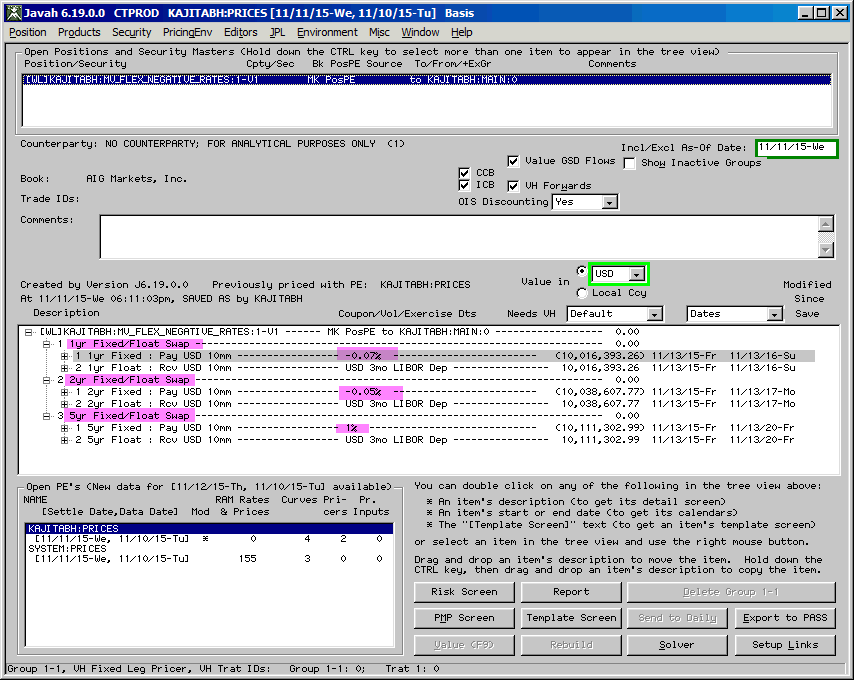 Javah 6.19.0.0  CTPROD  KAJITABH:PRICES [11/11/15-We, 11/10/15-Tu]  Basis
Position Products Security PricingEnv Editors JPL Environment Misc Window Help
Open Positions and Security Masters (Hold down the CTRL key to select more than one item to appear in the tree view)
Position/Security Cpty/Sec Bk PosPE Source To/From/+ExGr Comments
[WL]KAJITABH:MV_FLEX_NEGATIVE_RATES:1-V1 MK PosPE to KAJITABH:MAIN:0
Counterparty: NO COUNTERPARTY; FOR ANALYTICAL PURPOSES ONLY (1)
Incl/Excl As-Of Date: 11/11/15-We
Value GSD Flows Show Inactive Groups
CCB
Book: AIG Markets, Inc.
ICB VH Forwards
Trade IDs:
OIS Discounting Yes
Comments:
Value in USD
Created by Version J6.19.0.0 Previously priced with PE: KAJITABH:PRICES
Modified
At 11/11/15-We 06:11:03pm, SAVED AS by KAJITABH
Local Ccy
Since
Description Coupon/Vol/Exercise Dts Needs VH Default Dates Save
[WL]KAJITABH:MV_FLEX_NEGATIVE_RATES:1-V1 ------ MK PosPE to KAJITABH:MAIN:0 ------------------- 0.00
1 1yr Fixed/Float Swap ---------------------------------------------------------------- 0.00
1 1yr Fixed : Pay USD 10mm ----------------- -0.07% ----------------------- (10,016,393.26) 11/13/15-Fr 11/13/16-Su
2 1yr Float : Rcv USD 10mm ----------------- USD 3mo LIBOR Dep ---------------- 10,016,393.26 11/13/15-Fr 11/13/16-Su
2 2yr Fixed/Float Swap ---------------------------------------------------------------- 0.00
1 2yr Fixed : Pay USD 10mm ----------------- -0.05% ----------------------- (10,038,607.77) 11/13/15-Fr 11/13/17-Mo
2 2yr Float : Rcv USD 10mm ----------------- USD 3mo LIBOR Dep ---------------- 10,038,607.77 11/13/15-Fr 11/13/17-Mo
3 5yr Fixed/Float Swap ---------------------------------------------------------------- 0.00
1 5yr Fixed : Pay USD 10mm ----------------- 1% ----------------------- (10,111,302.99) 11/13/15-Fr 11/13/20-Fr
2 5yr Float : Rcv USD 10mm ----------------- USD 3mo LIBOR Dep ---------------- 10,111,302.99 11/13/15-Fr 11/13/20-Fr
Open PE's (New data for [11/12/15-Th, 11/10/15-Tu] available)
NAME RAM Rates Curves Pri- Pr.
[Settle Date,Data Date] Mod & Prices cers Inputs
KAJITABH:PRICES
[11/11/15-We, 11/10/15-Tu] * 0 4 2 0
SYSTEM:PRICES
[11/11/15-We, 11/10/15-Tu] 155 3 0 0
You can double click on any of the following in the tree view above:
* An item's description (to get its detail screen)
* An item's start or end date (to get its calendars)
* The "[Template Screen]" text (to get an item's template screen)
or select an item in the tree view and use the right mouse button.
Drag and drop an item's description to move the item. Hold down the
CTRL key, then drag and drop an item's description to copy the item.
Risk Screen Report Delete Group 1-1
PMP Screen Template Screen Send to Daily Export to PASS
Value (F9) Rebuild Solver Setup Links
Group 1-1, VH Fixed Leg Pricer, VH Trat IDs: Group 1-1: 0; Trat 1: 0